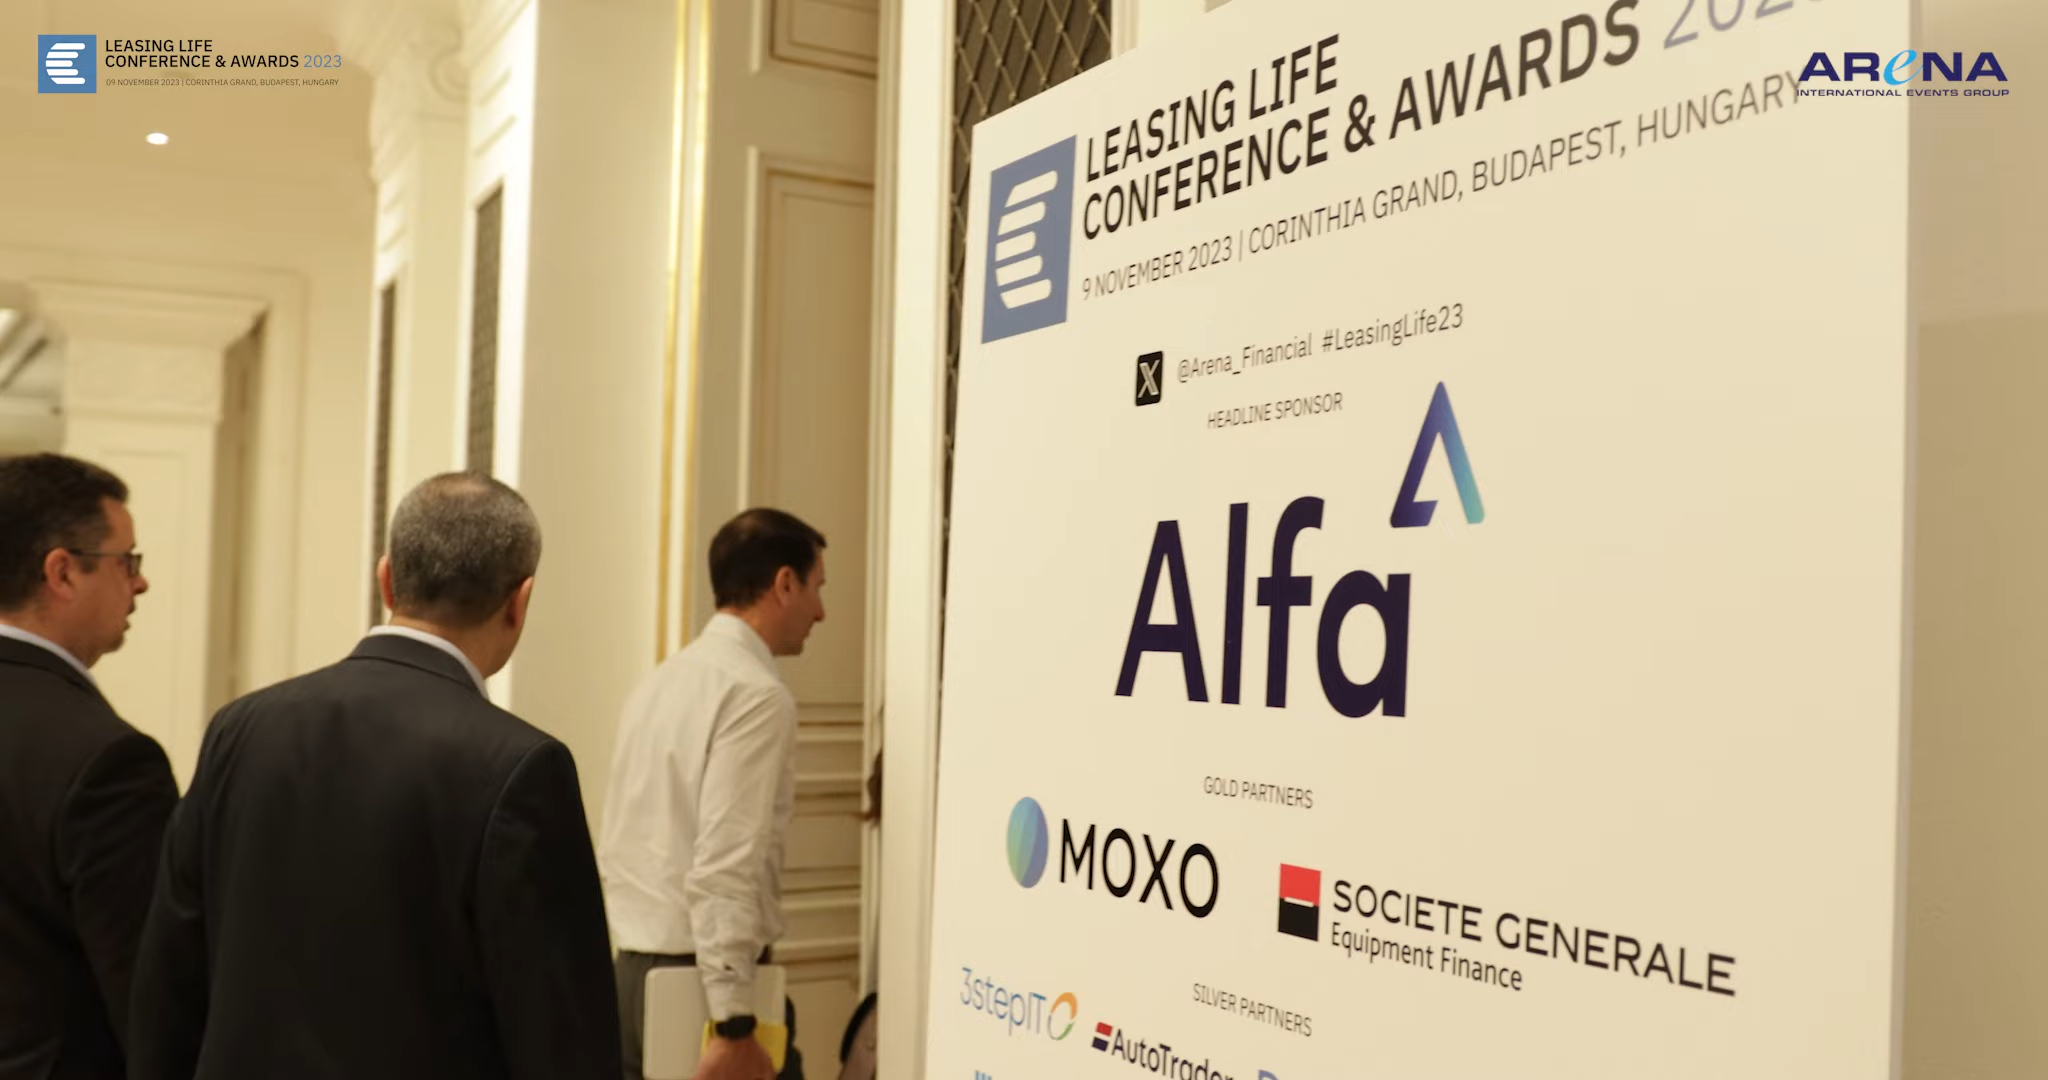 LEASING LIFE
CONFERENCE & AWARDS 2023
09 NOVEMBER 2023 | CORINTHIA GRAND, BUDAPEST, HUNGARY
ARENA
INTERNATIONAL EVENTS GROUP
LEASING LIFE
CONFERENCE & AWARDS
9 NOVEMBER 2023 | CORINTHIA GRAND, BUDAPEST, HUNGARY
@Arena_Financial #LeasingLife23
HEADLINE SPONSOR
Alfa
GOLD PARTNERS
MOXO
SOCIETE GENERALE
Equipment Finance
SILVER PARTNERS
3stepIT
AutoTrader